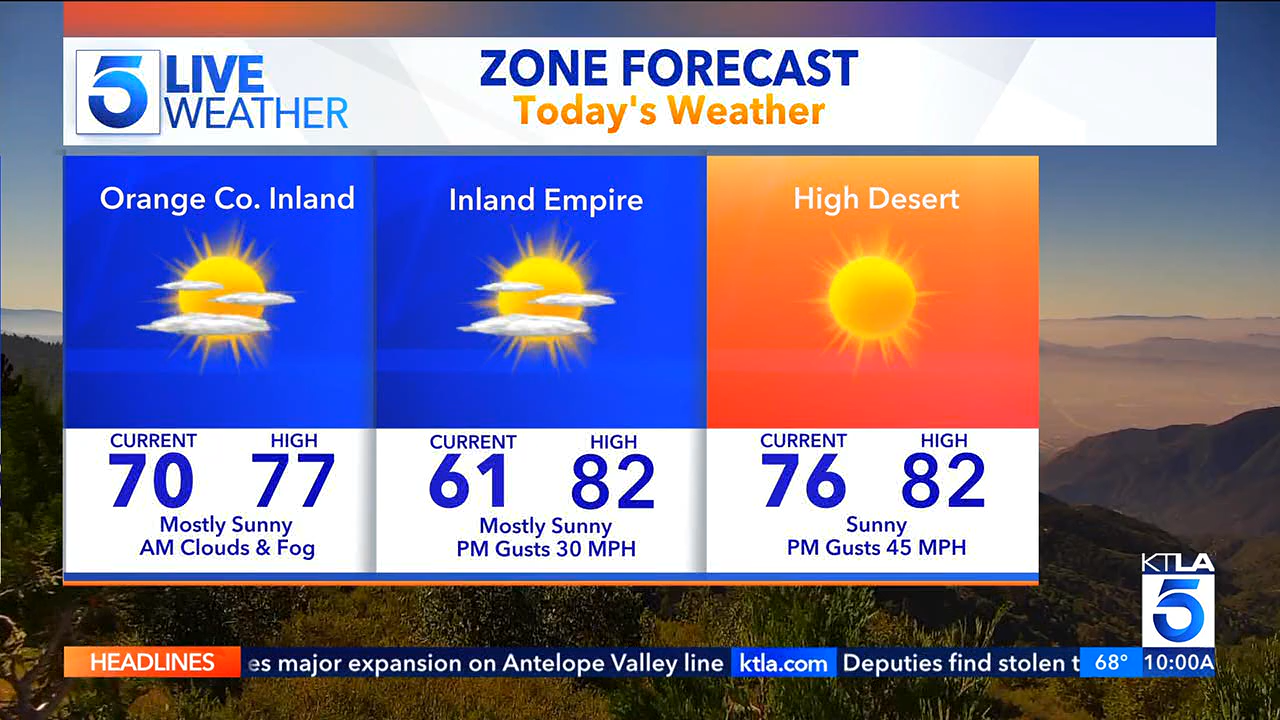 5 LIVE
WEATHER
ZONE FORECAST
Today's Weather
Orange Co. Inland
CURRENT HIGH
70 77
Mostly Sunny
AM Clouds & Fog
Inland Empire
CURRENT HIGH
61 82
Mostly Sunny
PM Gusts 30 MPH
High Desert
CURRENT HIGH
76 82
Sunny
PM Gusts 45 MPH
KTLA
5
HEADLINES es major expansion on Antelope Valley line ktla.com Deputies find stolen t 68° 10:00A